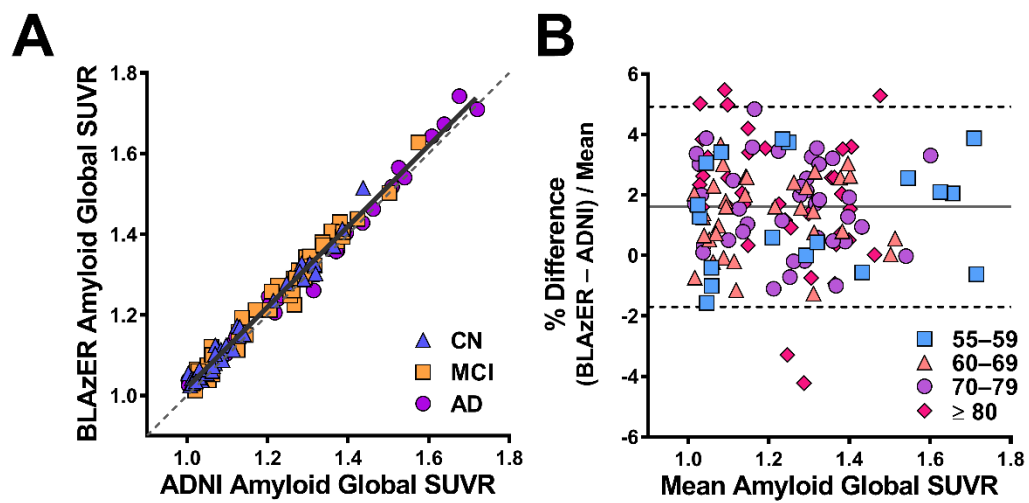 A
BLAzER Amyloid Global SUVR
1.8
1.6
1.4
1.2
1.0
1.0 1.2 1.4 1.6 1.8
ADNI Amyloid Global SUVR
CN
MCI
AD
B
% Difference
(BLAzER – ADNI) / Mean
6
4
2
0
-2
-4
-6
1.0 1.2 1.4 1.6 1.8
Mean Amyloid Global SUVR
55–59
60–69
70–79
≥ 80